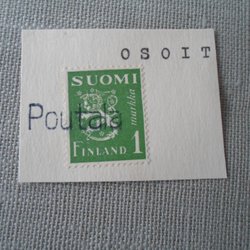 OSOIT
SUOMI
markka
Poutala
FINLAND 1